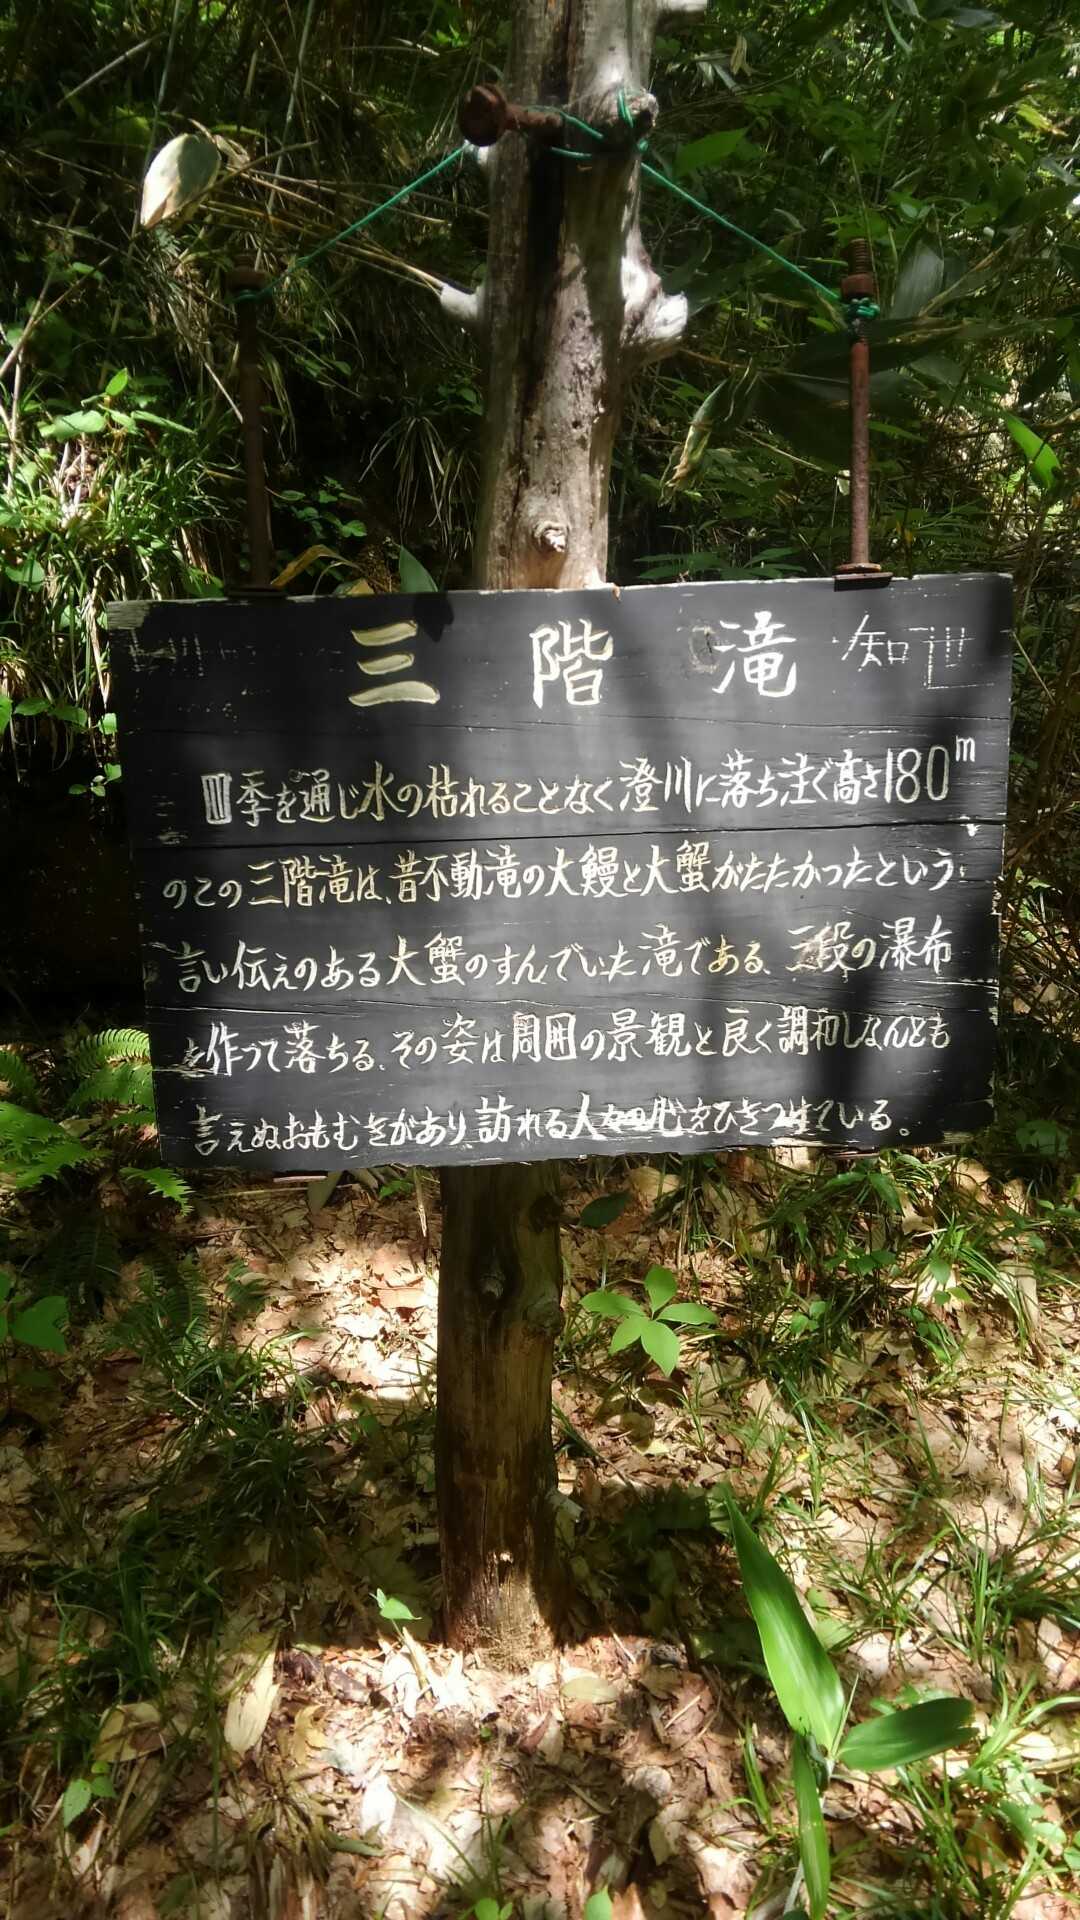 三階滝 知世
四季を通じ水の枯れることなく澄川に落ち注ぐ高さ180m
のこの三階滝は、昔不動滝の大鰻と大蟹がたたかったという
言い伝えのある大蟹のすんでいた滝である、三段の瀑布
を作って落ちる、その姿は周囲の景観と良く調和しなんとも
言えぬおもむきがあり、訪れる人々の心をひきつけている。